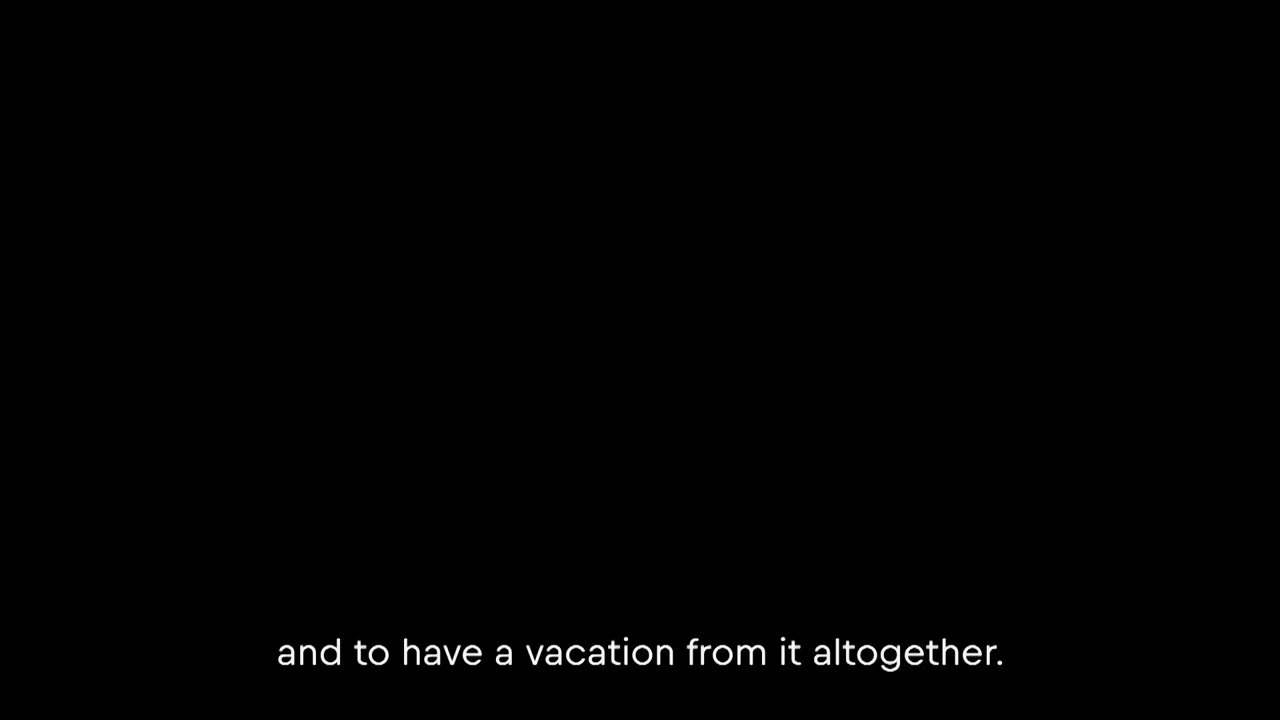 and to have a vacation from it altogether.